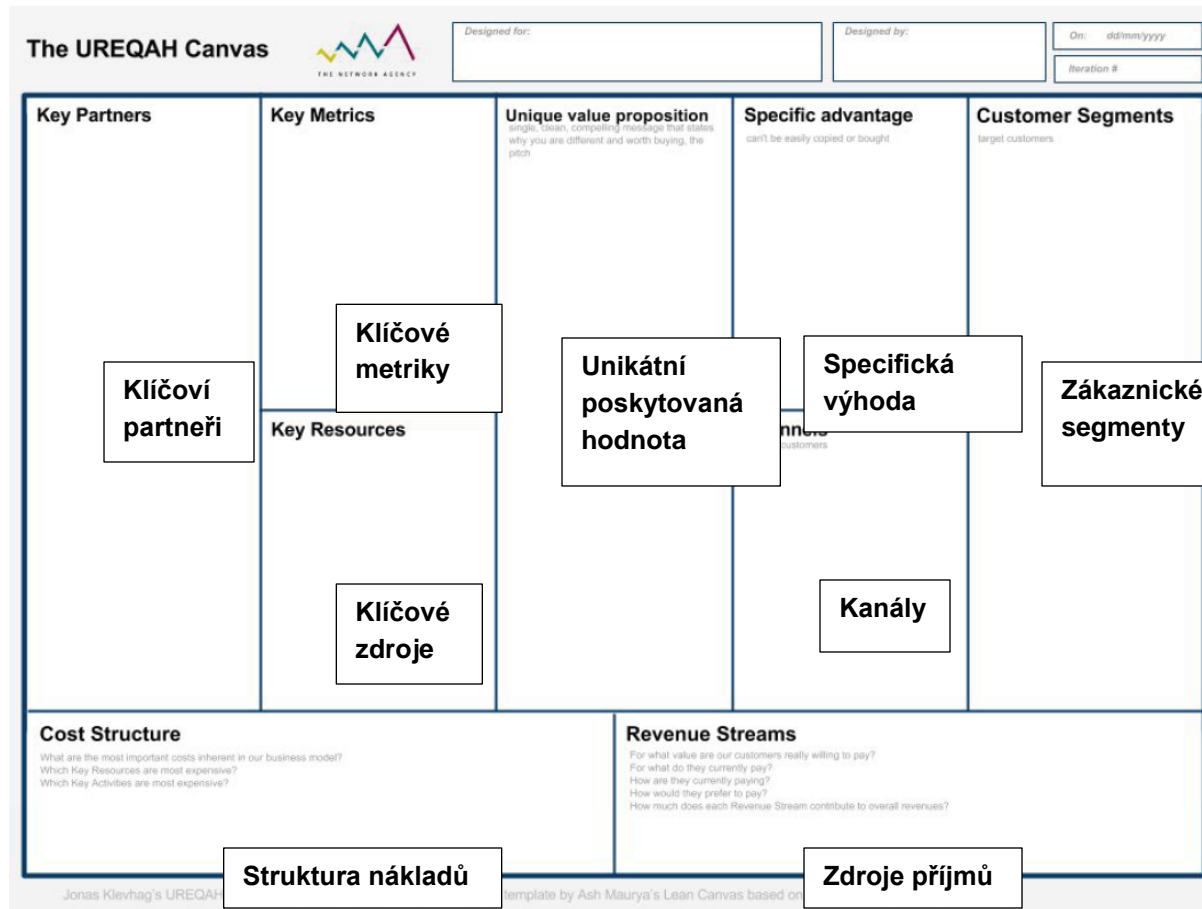 The UREQAH Canvas
THE NETWORK AGENCY
Designed for:
Designed by:
On: dd/mm/yyyy
Iteration #
Key Partners
Klíčoví
partneři
Key Metrics
Klíčové
metriky
Key Resources
Klíčové
zdroje
Unique value proposition
single, clean, compelling message that states
why you are different and worth buying, the
pitch
Unikátní
poskytovaná
hodnota
Specific advantage
can't be easily copied or bought
Specifická
výhoda
customers
Kanály
Customer Segments
target customers
Zákaznické
segmenty
Cost Structure
What are the most important costs inherent in our business model?
Which Key Resources are most expensive?
Which Key Activities are most expensive?
Struktura nákladů
Revenue Streams
For what value are our customers really willing to pay?
For what do they currently pay?
How are they currently paying?
How would they prefer to pay?
How much does each Revenue Stream contribute to overall revenues?
Zdroje příjmů
Jonas Klevhag's UREQAH template by Ash Maurya's Lean Canvas based on